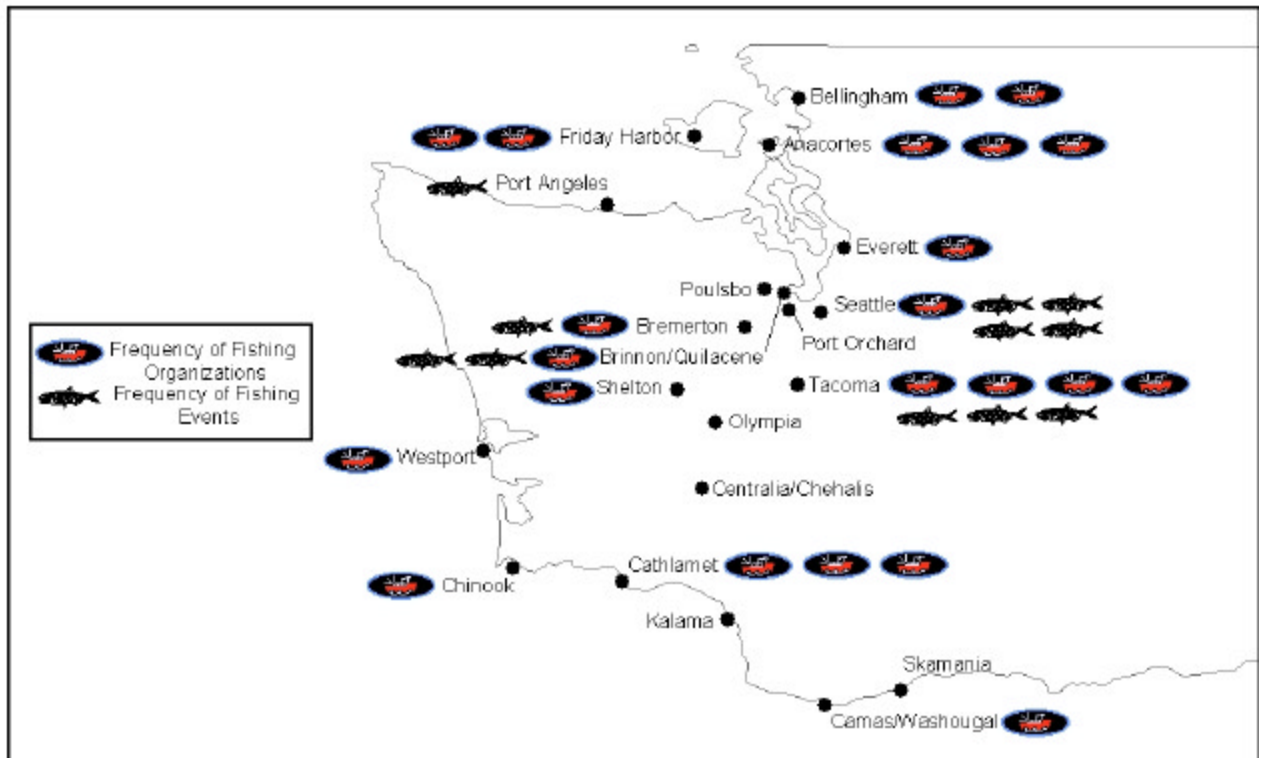 Bellingham
Friday Harbor
Anacortes
Port Angeles
Everett
Poulsbo
Seattle
Bremerton
Port Orchard
Brinnon/Quilacene
Frequency of Fishing
Organizations
Frequency of Fishing
Events
Shelton
Tacoma
Olympia
Westport
Centralia/Chehalis
Cathlamet
Chinook
Kalama
Skamania
Camas/Washougal